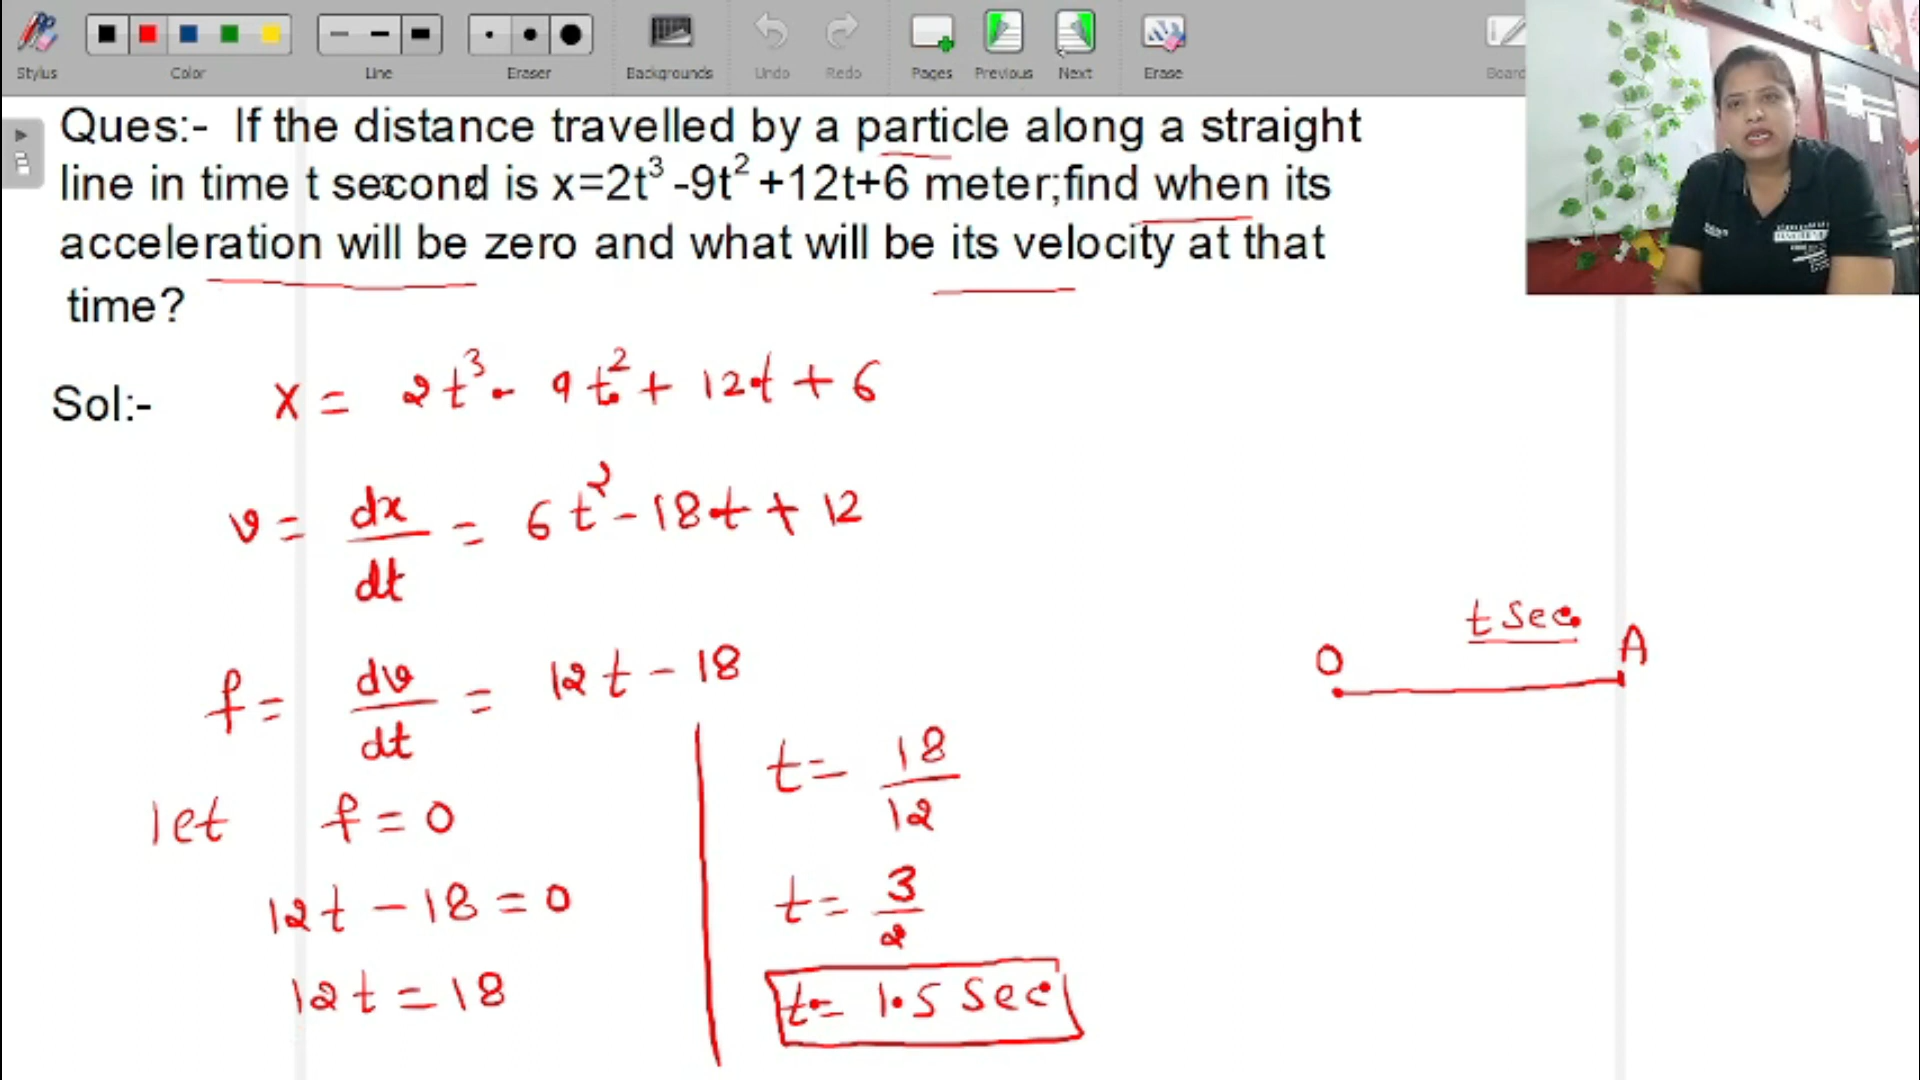 Stylus Color Line Eraser Backgrounds Undo Redo Pages Previous Next Erase Board
Ques:- If the distance travelled by a particle along a straight
line in time t second is x=2t³ -9t² +12t+6 meter;find when its
acceleration will be zero and what will be its velocity at that
time?
Sol:- x = 2t³ - 9t² + 12t + 6
v = dx/dt = 6t² - 18t + 12
f = dv/dt = 12t - 18
let f = 0
12t - 18 = 0
12t = 18
t = 18/12
t = 3/2
t = 1.5 Sec
t Sec.
O A